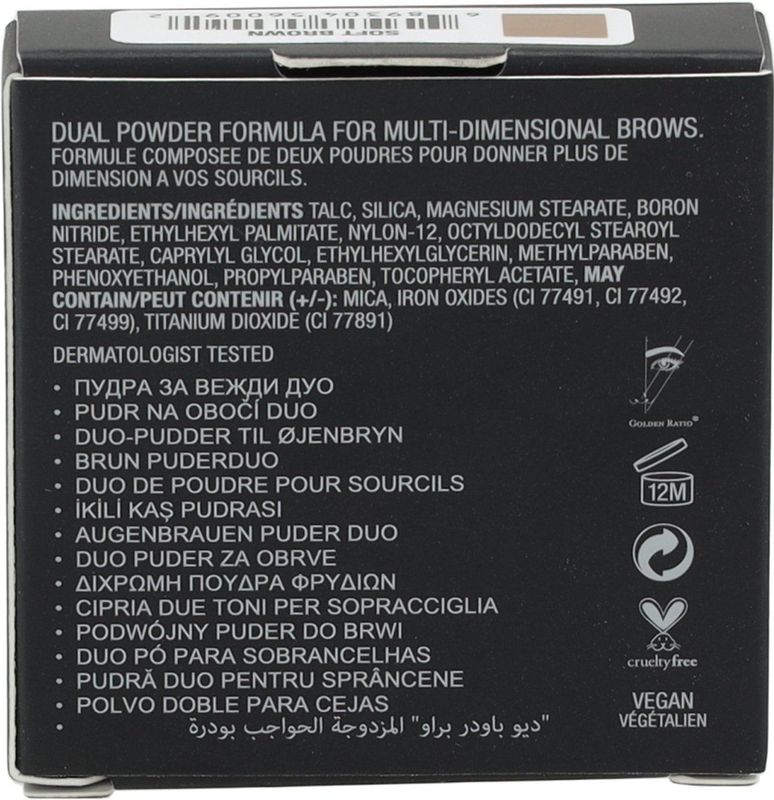 SOFT BROWN
6 89304 56009 2
DUAL POWDER FORMULA FOR MULTI-DIMENSIONAL BROWS.
FORMULE COMPOSEE DE DEUX POUDRES POUR DONNER PLUS DE
DIMENSION A VOS SOURCILS.
INGREDIENTS/INGRÉDIENTS TALC, SILICA, MAGNESIUM STEARATE, BORON
NITRIDE, ETHYLHEXYL PALMITATE, NYLON-12, OCTYLDODECYL STEAROYL
STEARATE, CAPRYLYL GLYCOL, ETHYLHEXYLGLYCERIN, METHYLPARABEN,
PHENOXYETHANOL, PROPYLPARABEN, TOCOPHERYL ACETATE, MAY
CONTAIN/PEUT CONTENIR (+/-): MICA, IRON OXIDES (CI 77491, CI 77492,
CI 77499), TITANIUM DIOXIDE (CI 77891)
DERMATOLOGIST TESTED
• ПУДРА ЗА ВЕЖДИ ДУО
• PUDR NA OBOČÍ DUO
• DUO-PUDDER TIL ØJENBRYN
• BRUN PUDERDUO
• DUO DE POUDRE POUR SOURCILS
• İKİLİ KAŞ PUDRASI
• AUGENBRAUEN PUDER DUO
• DUO PUDER ZA OBRVE
• ΔΙΧΡΩΜΗ ΠΟΥΔΡΑ ΦΡΥΔΙΩΝ
• CIPRIA DUE TONI PER SOPRACCIGLIA
• PODWÓJNY PUDER DO BRWI
• DUO PÓ PARA SOBRANCELHAS
• PUDRĂ DUO PENTRU SPRÂNCENE
• POLVO DOBLE PARA CEJAS
• "ديو باودر براو" المزدوجة الحواجب بودرة
GOLDEN RATIO®
12M
crueltyfree
VEGAN
VÉGÉTALIEN